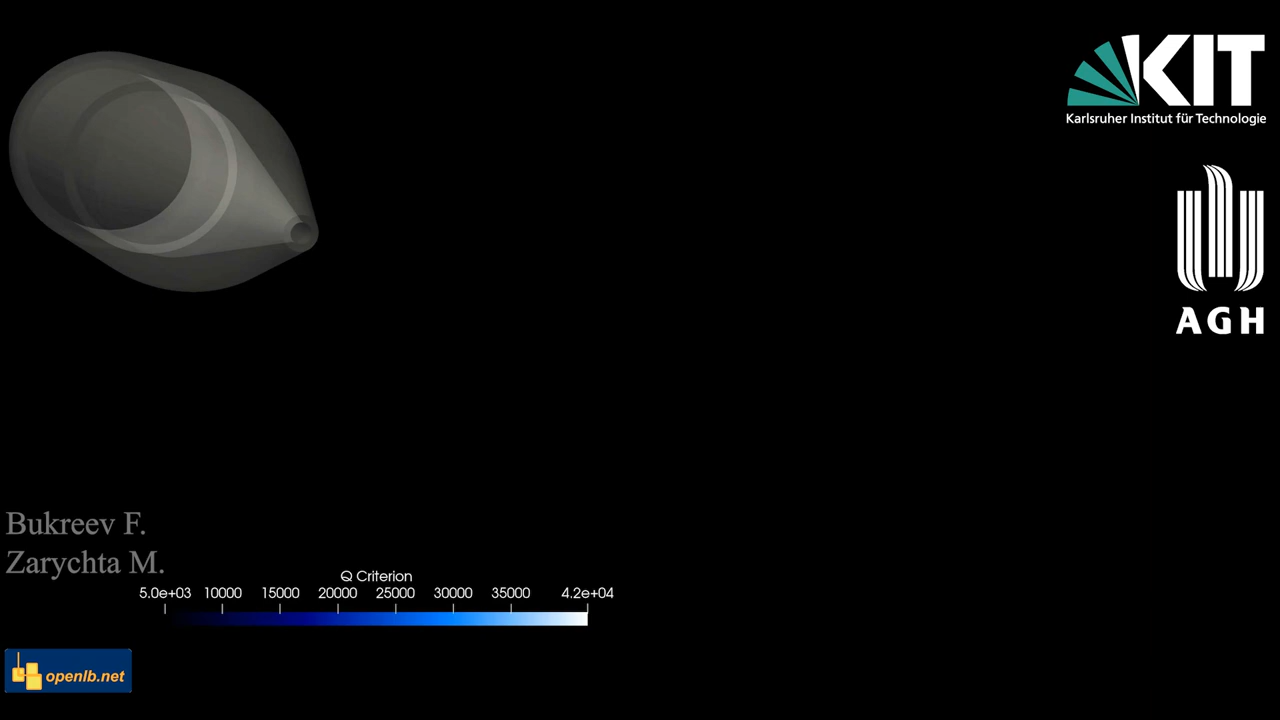 KIT
Karlsruher Institut für Technologie
AGH
Bukreev F.
Zarychta M.
Q Criterion
5.0e+03 10000 15000 20000 25000 30000 35000 4.2e+04
openlb.net